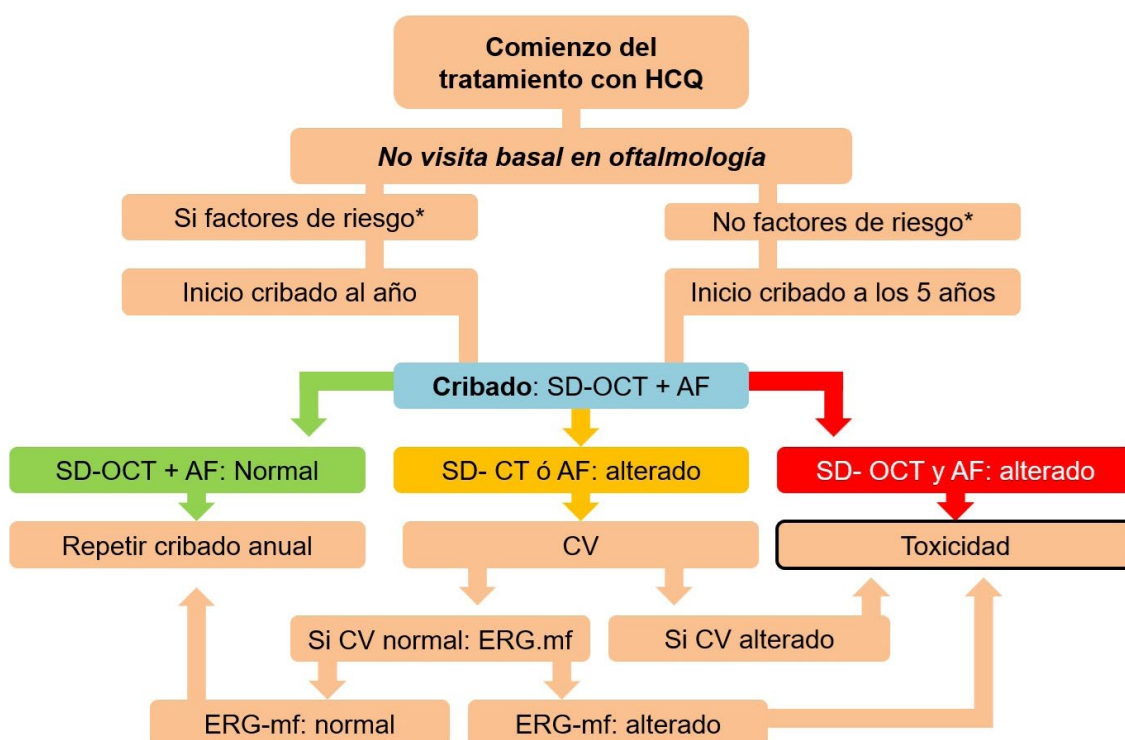 Comienzo del
tratamiento con HCQ
No visita basal en oftalmología
Si factores de riesgo*
No factores de riesgo*
Inicio cribado al año
Inicio cribado a los 5 años
Cribado: SD-OCT + AF
SD-OCT + AF: Normal
SD- CT ó AF: alterado
SD- OCT y AF: alterado
Repetir cribado anual
CV
Toxicidad
Si CV normal: ERG.mf
Si CV alterado
ERG-mf: normal
ERG-mf: alterado